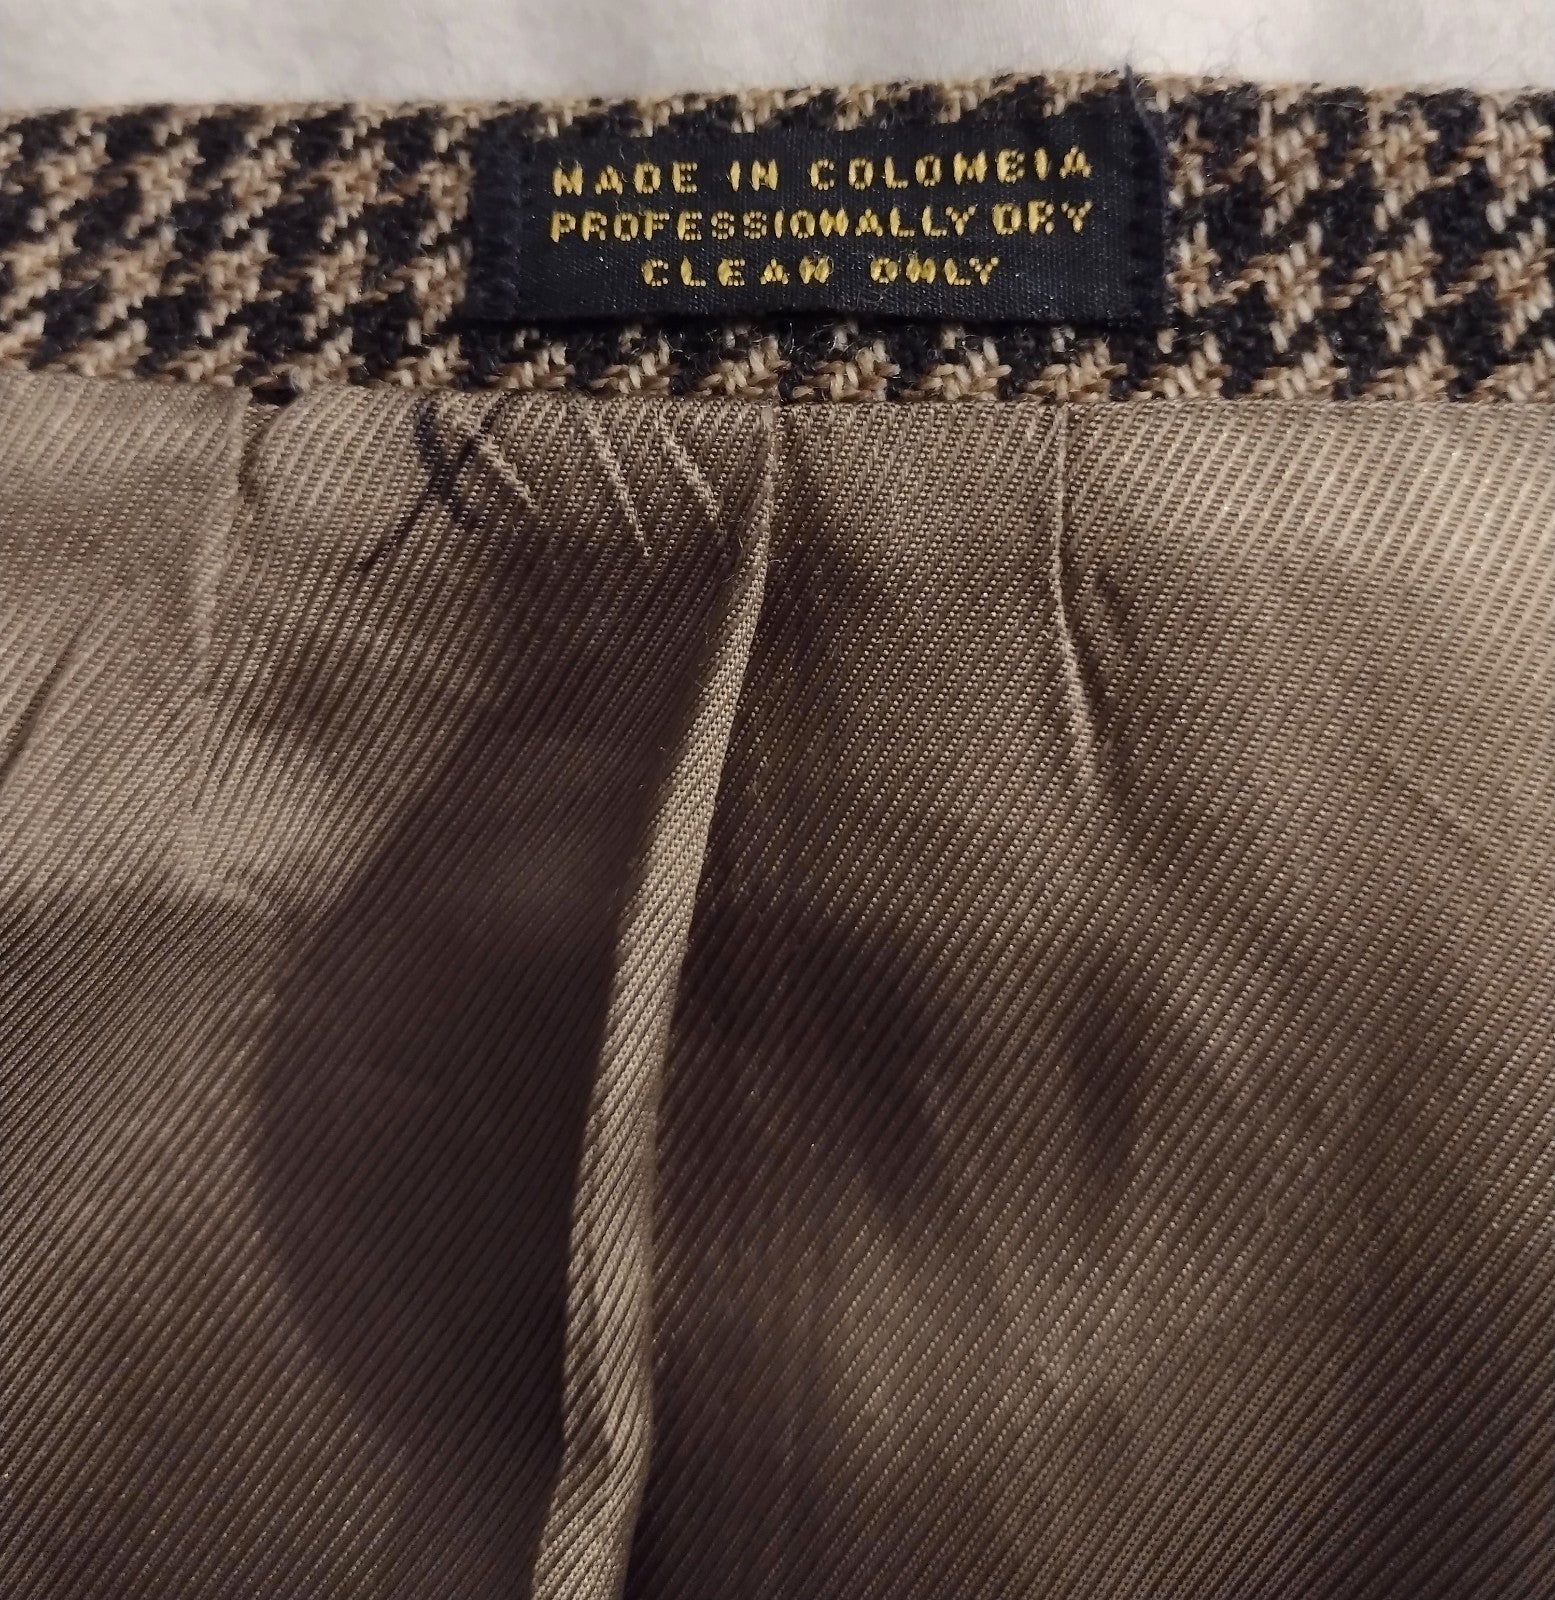 MADE IN COLOMBIA
PROFESSIONALLY DRY
CLEAN ONLY